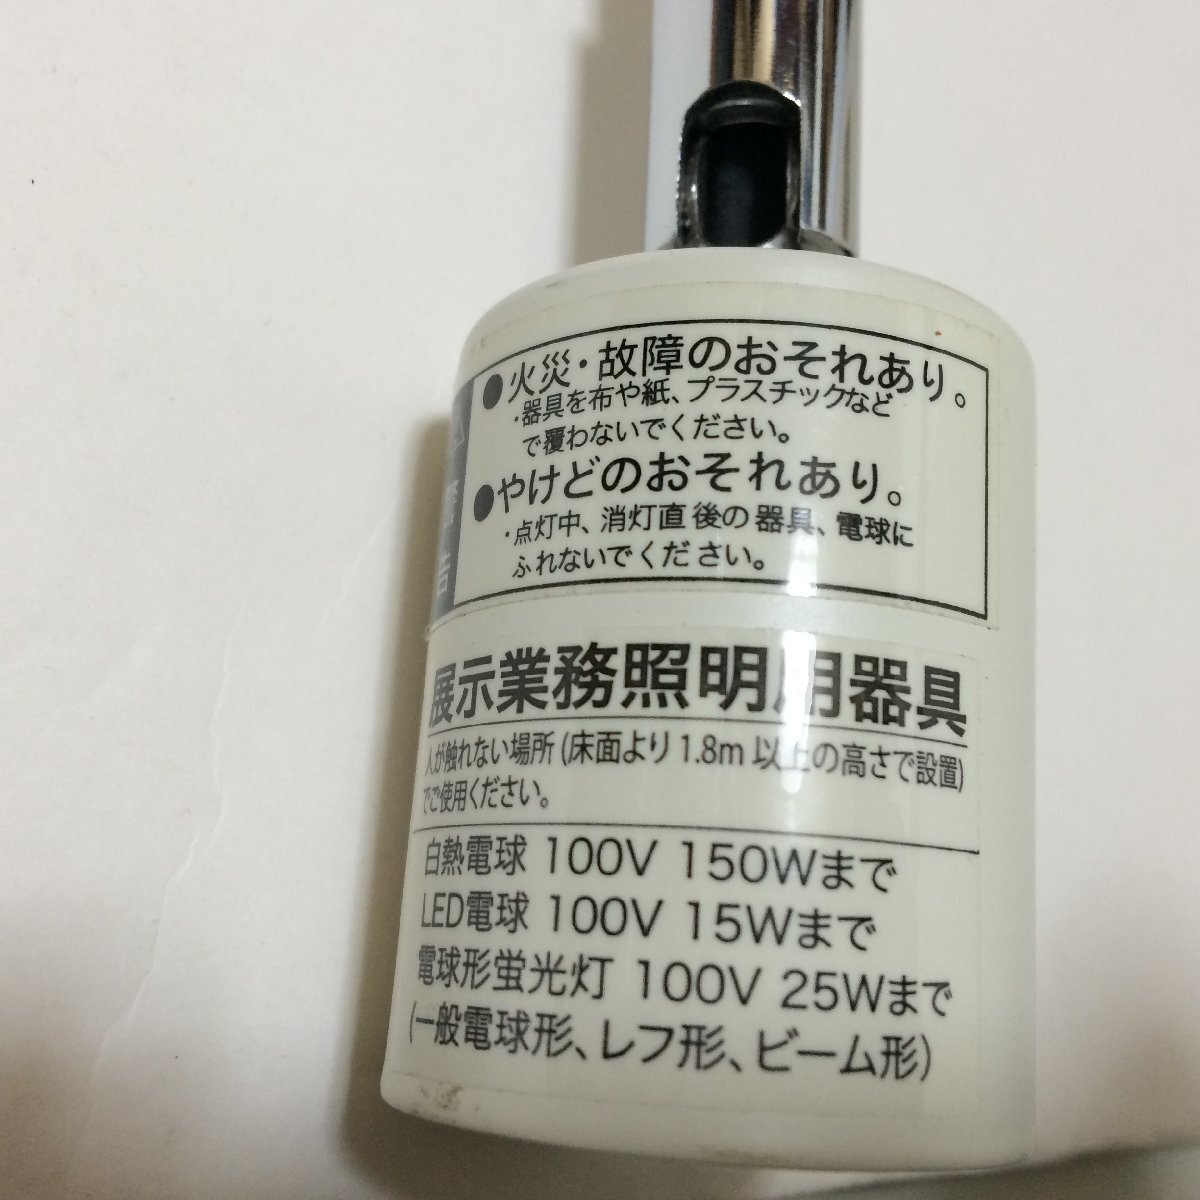 ●火災・故障のおそれあり。
・器具を布や紙、プラスチックなど
で覆わないでください。
●やけどのおそれあり。
・点灯中、消灯直後の器具、電球に
ふれないでください。
展示業務照明用器具
人が触れない場所(床面より1.8m以上の高さで設置)
でご使用ください。
白熱電球 100V 150Wまで
LED電球 100V 15Wまで
電球形蛍光灯 100V 25Wまで
(一般電球形、レフ形、ビーム形)